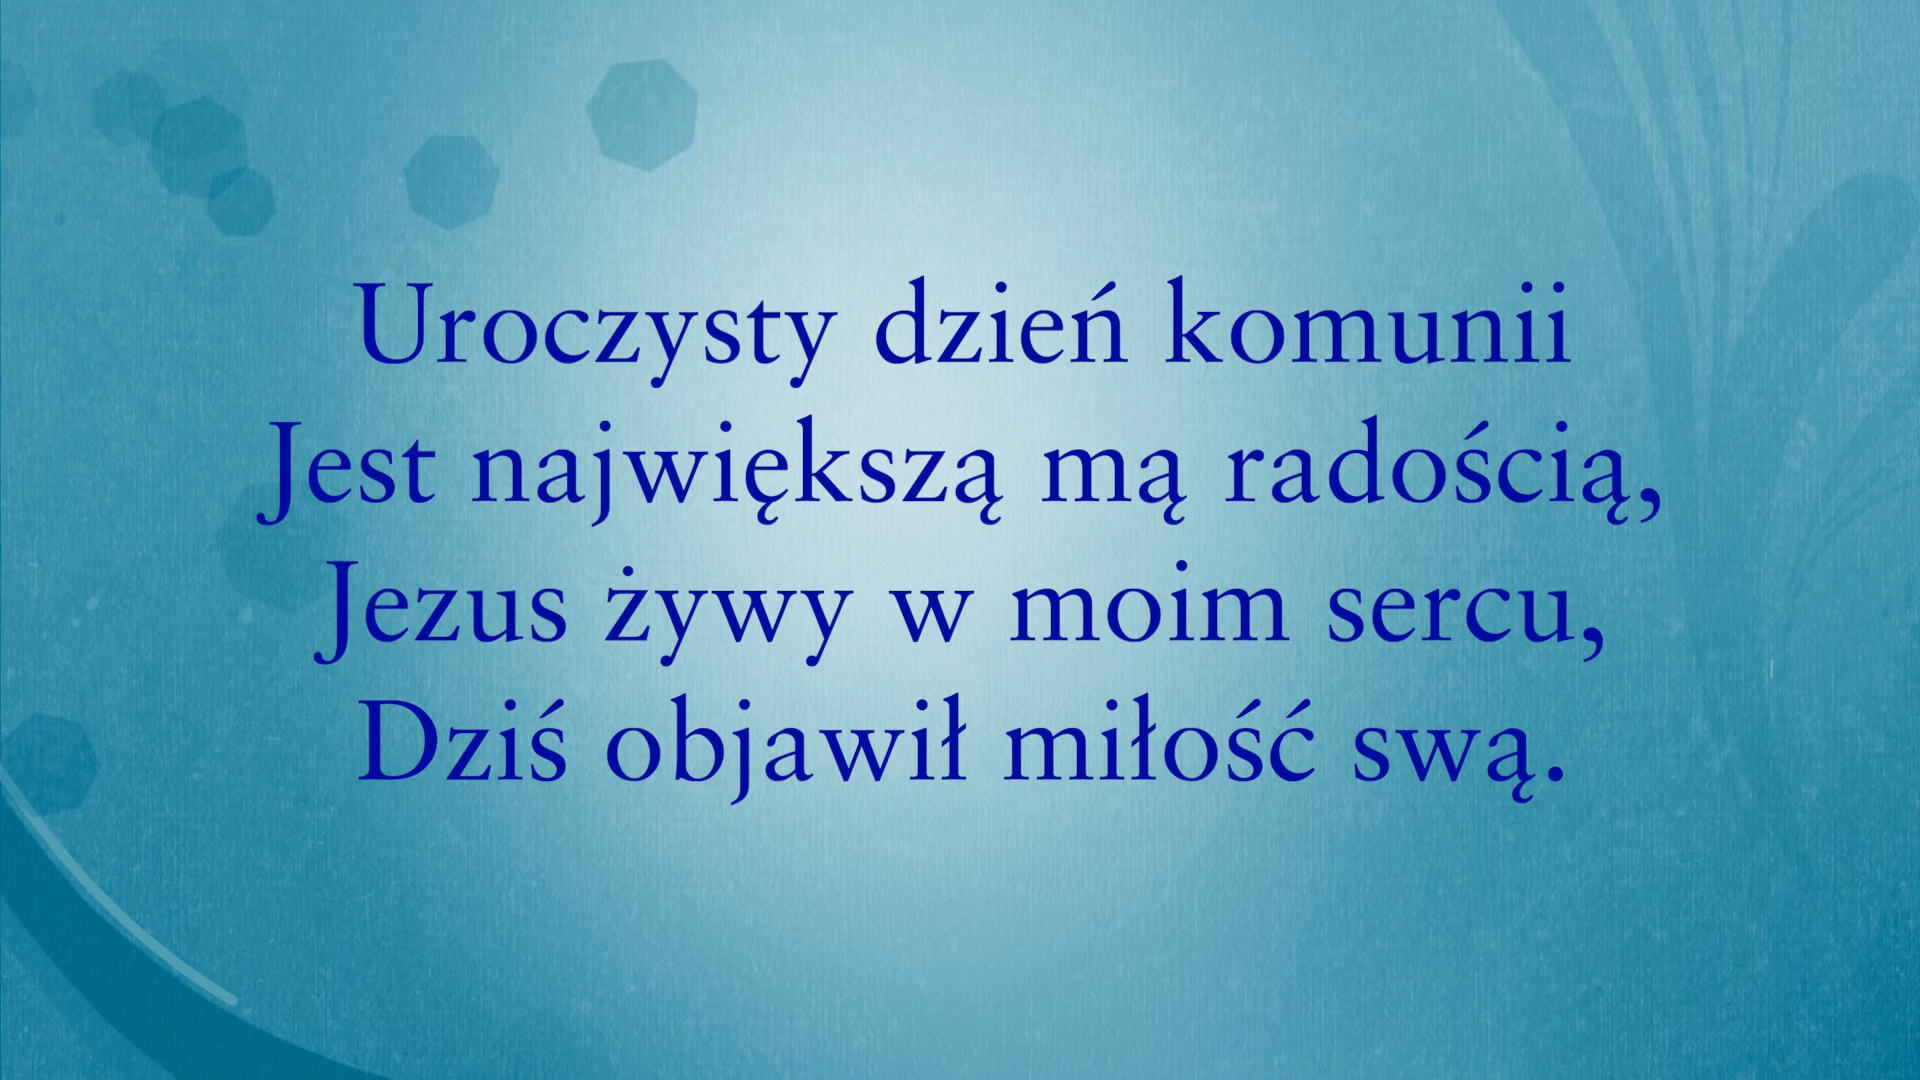 Uroczysty dzień komunii
Jest największą mą radością,
Jezus żywy w moim sercu,
Dziś objawił miłość swą.